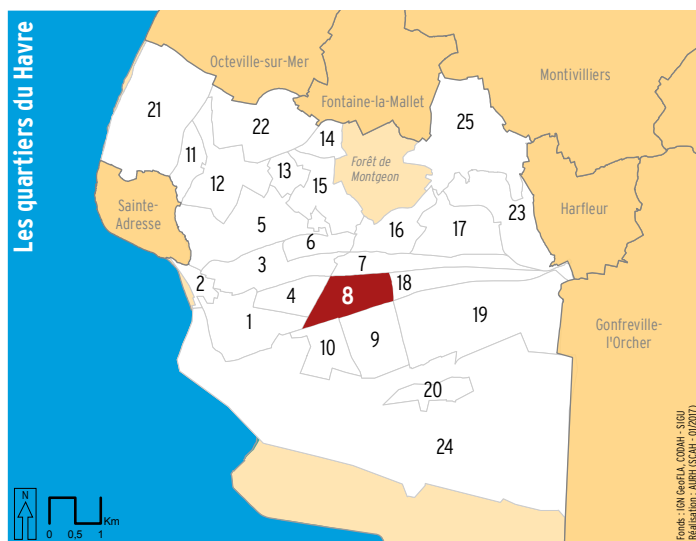 Les quartiers du Havre
Octeville-sur-Mer
Montivilliers
Fontaine-la-Mallet
21
22
14
25
11
13
Forêt de
Montgeon
12
15
Sainte-
Adresse
23
Harfleur
5
16
17
6
3
7
2
4
8
18
1
19
Gonfreville-
l'Orcher
10
9
20
24
N
0 0,5 1 Km
Fonds : IGN GeoFLA, CODAH - SIGU
Réalisation : AURH (SCAH - 01/2017)